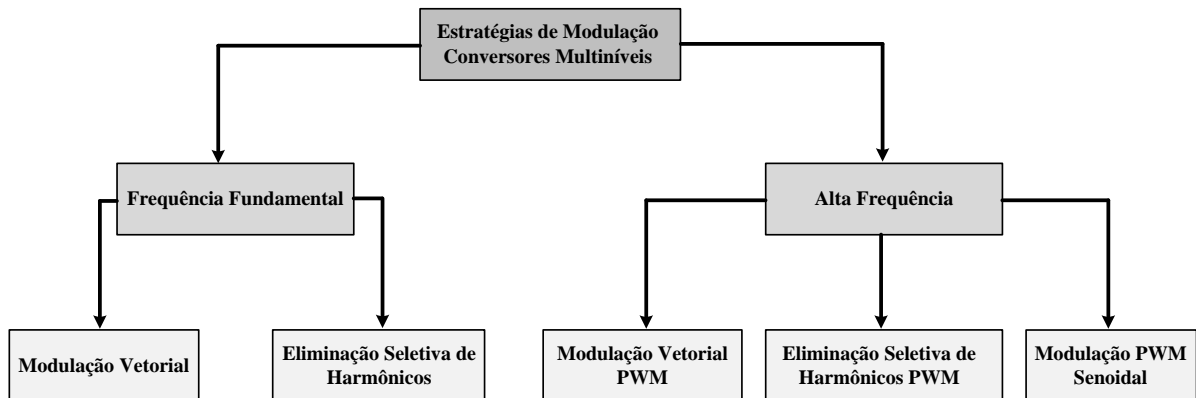 Estratégias de Modulação
Conversores Multiníveis
Frequência Fundamental
Alta Frequência
Modulação Vetorial
Eliminação Seletiva de
Harmônicos
Modulação Vetorial
PWM
Eliminação Seletiva de
Harmônicos PWM
Modulação PWM
Senoidal